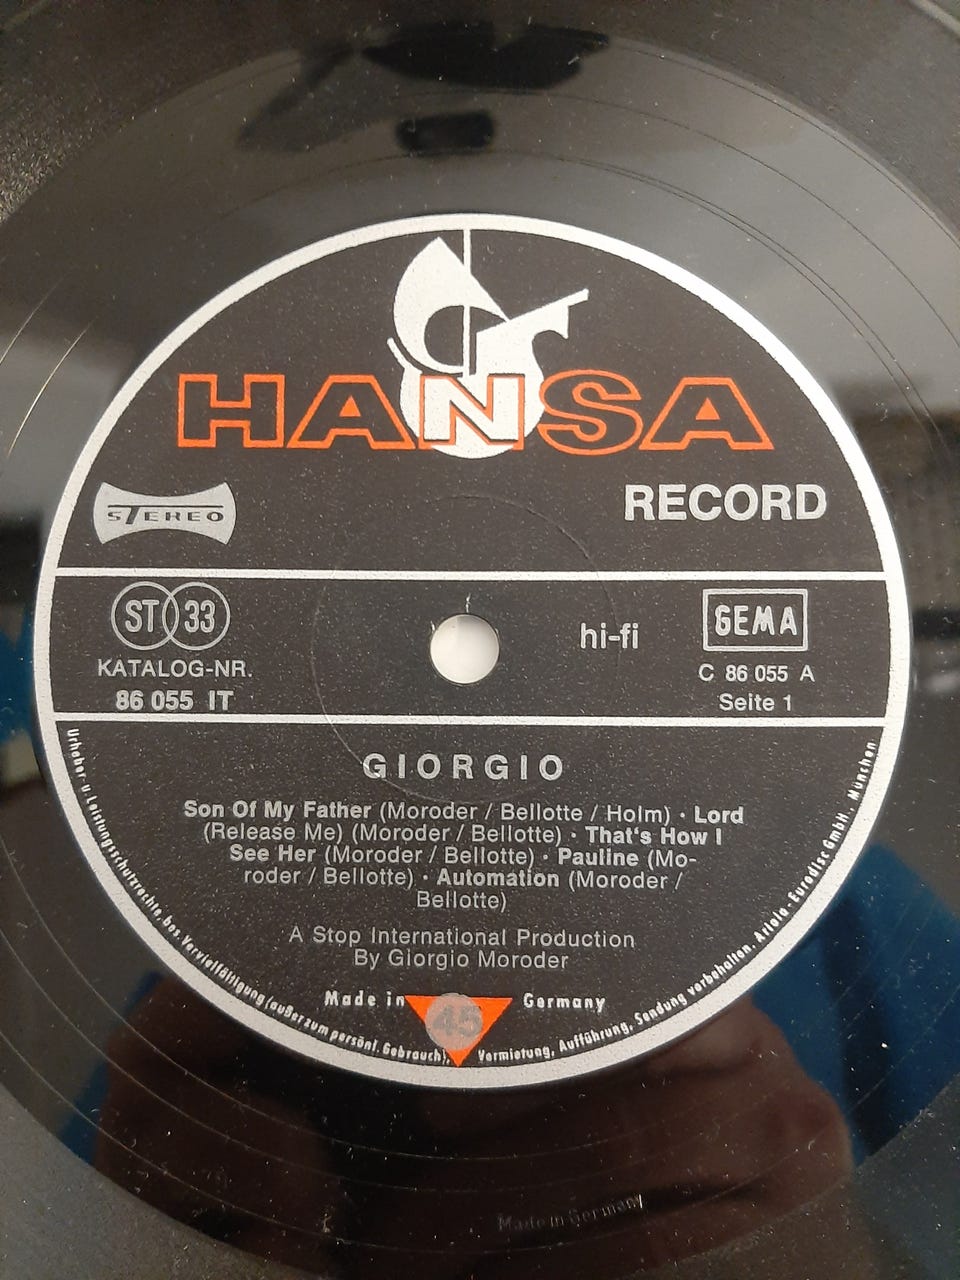 HANSA
STEREO
RECORD
ST 33
hi-fi
GEMA
KATALOG-NR.
C 86 055 A
86 055 IT
Seite 1
GIORGIO
Son Of My Father (Moroder / Bellotte / Holm) · Lord
(Release Me) (Moroder / Bellotte) · That's How I
See Her (Moroder / Bellotte) · Pauline (Mo-
roder / Bellotte) · Automation (Moroder /
Bellotte)
A Stop International Production
By Giorgio Moroder
Made in Germany
45
Urheber- u. Leistungsschutzrechte, bes. Vervielfältigung (außer zum persönl. Gebrauch), Vermietung, Aufführung, Sendung vorbehalten. Ariola-Eurodisc GmbH. München
Made in Germany